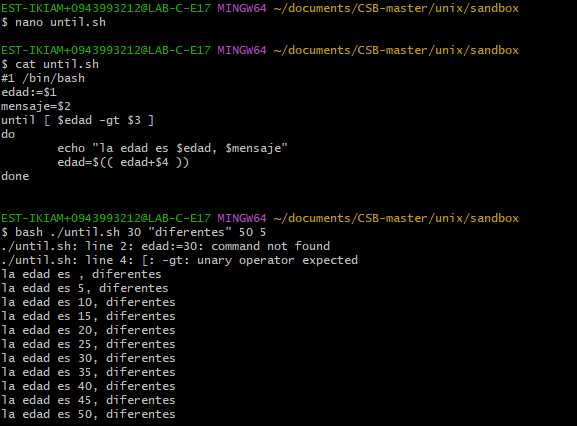 EST-IKIAM+0943993212@LAB-C-E17 MINGW64 ~/documents/CSB-master/unix/sandbox
$ nano until.sh
EST-IKIAM+0943993212@LAB-C-E17 MINGW64 ~/documents/CSB-master/unix/sandbox
$ cat until.sh
#1 /bin/bash
edad:=$1
mensaje=$2
until [ $edad -gt $3 ]
do
        echo "la edad es $edad, $mensaje"
        edad=$(( edad+$4 ))
done
EST-IKIAM+0943993212@LAB-C-E17 MINGW64 ~/documents/CSB-master/unix/sandbox
$ bash ./until.sh 30 "diferentes" 50 5
./until.sh: line 2: edad:=30: command not found
./until.sh: line 4: [: -gt: unary operator expected
la edad es , diferentes
la edad es 5, diferentes
la edad es 10, diferentes
la edad es 15, diferentes
la edad es 20, diferentes
la edad es 25, diferentes
la edad es 30, diferentes
la edad es 35, diferentes
la edad es 40, diferentes
la edad es 45, diferentes
la edad es 50, diferentes